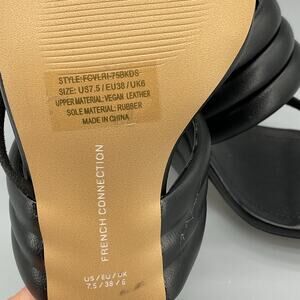 STYLE:FCVLRI-75BKDS
SIZE: US7.5 / EU38 / UK6
UPPER MATERIAL: VEGAN LEATHER
SOLE MATERIAL: RUBBER
MADE IN CHINA
FRENCH CONNECTION
US / EU / UK
7.5 / 38 / 6